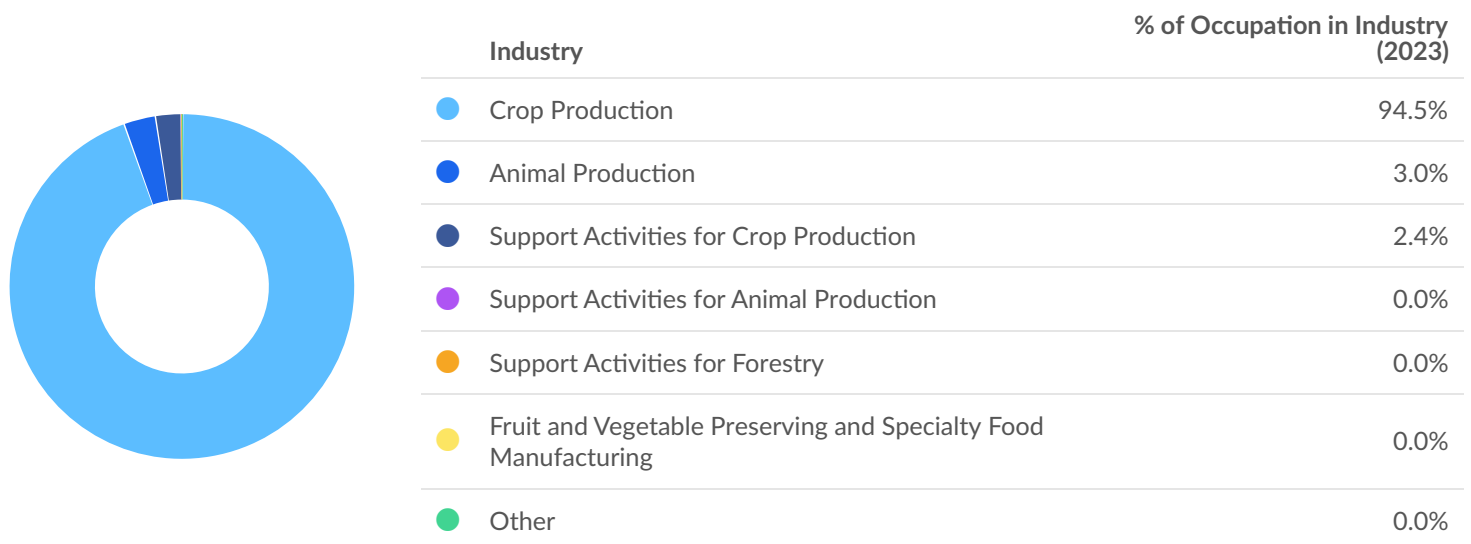 Industry
% of Occupation in Industry
(2023)
Crop Production
94.5%
Animal Production
3.0%
Support Activities for Crop Production
2.4%
Support Activities for Animal Production
0.0%
Support Activities for Forestry
0.0%
Fruit and Vegetable Preserving and Specialty Food
Manufacturing
0.0%
Other
0.0%